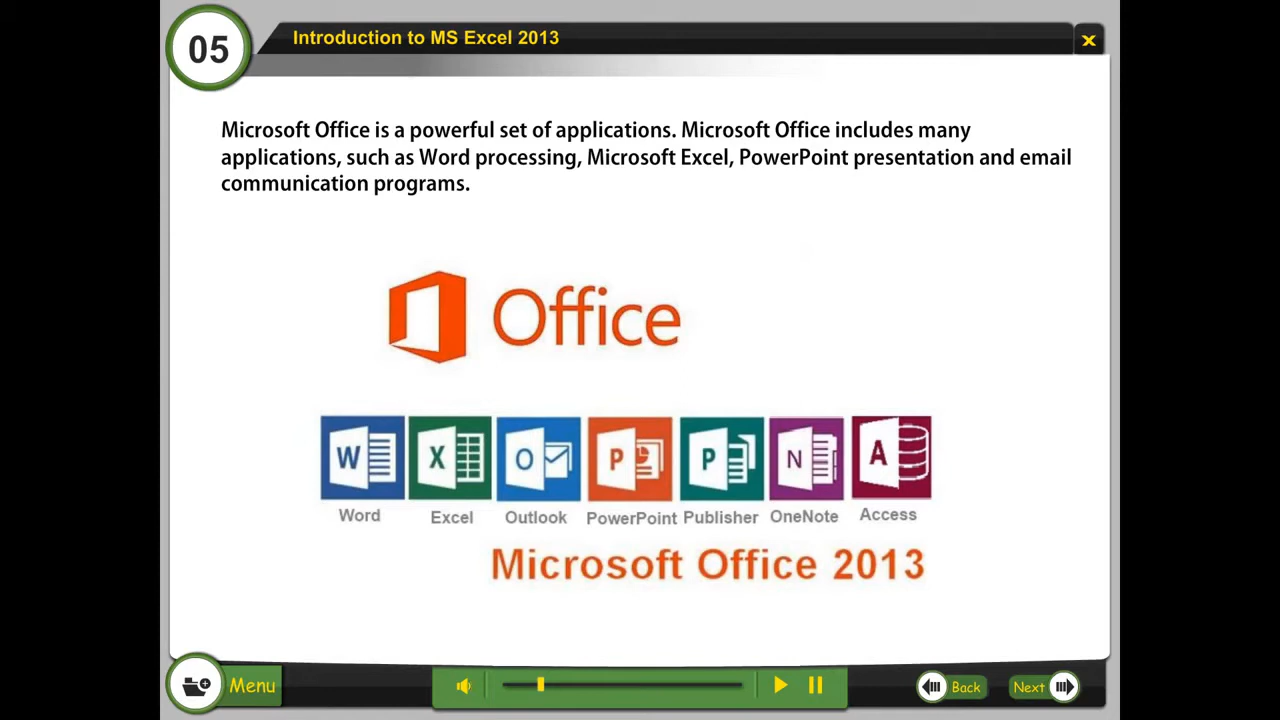 05
Introduction to MS Excel 2013
X
Microsoft Office is a powerful set of applications. Microsoft Office includes many
applications, such as Word processing, Microsoft Excel, PowerPoint presentation and email
communication programs.
Office
W X O P P N A
Word Excel Outlook PowerPoint Publisher OneNote Access
Microsoft Office 2013
Menu
Back
Next